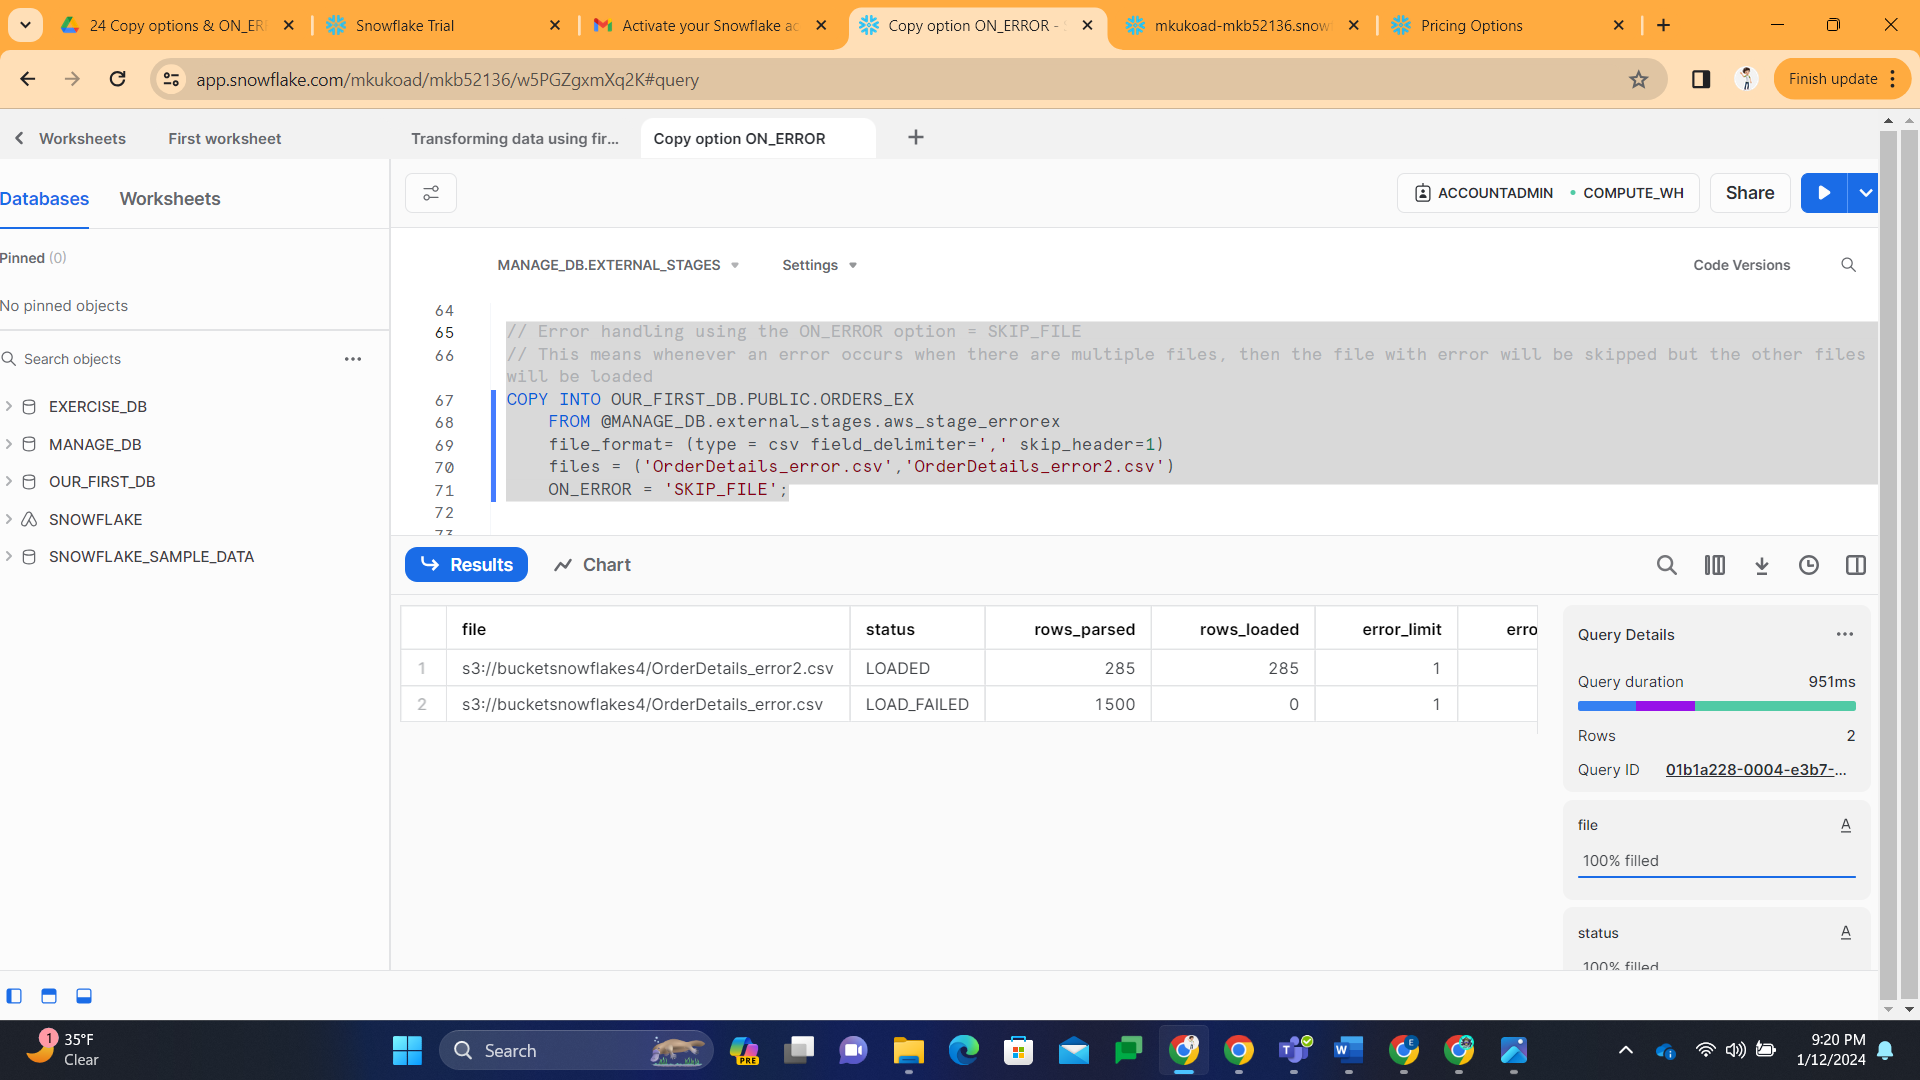 24 Copy options & ON_ER
Snowflake Trial
Activate your Snowflake ac
Copy option ON_ERROR - S
mkukoad-mkb52136.snow
Pricing Options
app.snowflake.com/mkukoad/mkb52136/w5PGZgxmXq2K#query
Finish update
Worksheets
First worksheet
Transforming data using fir...
Copy option ON_ERROR
Databases
Worksheets
ACCOUNTADMIN
COMPUTE_WH
Share
Pinned (0)
No pinned objects
MANAGE_DB.EXTERNAL_STAGES
Settings
Code Versions
Search objects
EXERCISE_DB
MANAGE_DB
OUR_FIRST_DB
SNOWFLAKE
SNOWFLAKE_SAMPLE_DATA
64
65 // Error handling using the ON_ERROR option = SKIP_FILE
66 // This means whenever an error occurs when there are multiple files, then the file with error will be skipped but the other files
will be loaded
67 COPY INTO OUR_FIRST_DB.PUBLIC.ORDERS_EX
68 FROM @MANAGE_DB.external_stages.aws_stage_errorex
69 file_format= (type = csv field_delimiter=',' skip_header=1)
70 files = ('OrderDetails_error.csv','OrderDetails_error2.csv')
71 ON_ERROR = 'SKIP_FILE';
72
73
Results
Chart
file status rows_parsed rows_loaded error_limit erro
1 s3://bucketsnowflakes4/OrderDetails_error2.csv LOADED 285 285 1
2 s3://bucketsnowflakes4/OrderDetails_error.csv LOAD_FAILED 1500 0 1
Query Details
Query duration 951ms
Rows 2
Query ID 01b1a228-0004-e3b7-...
file A
100% filled
status A
100% filled
1
35°F
Clear
Search
PRE
9:20 PM
1/12/2024